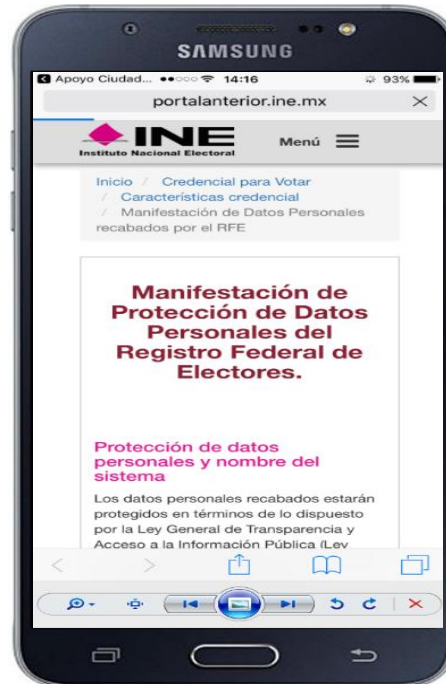 SAMSUNG
Apoyo Ciudad... 14:16 93%
portalanterior.ine.mx
INE
Instituto Nacional Electoral
Menú
Inicio / Credencial para Votar
/ Características credencial
/ Manifestación de Datos Personales
recabados por el RFE
Manifestación de
Protección de Datos
Personales del
Registro Federal de
Electores.
Protección de datos
personales y nombre del
sistema
Los datos personales recabados estarán
protegidos en términos de lo dispuesto
por la Ley General de Transparencia y
Acceso a la Información Pública (Ley